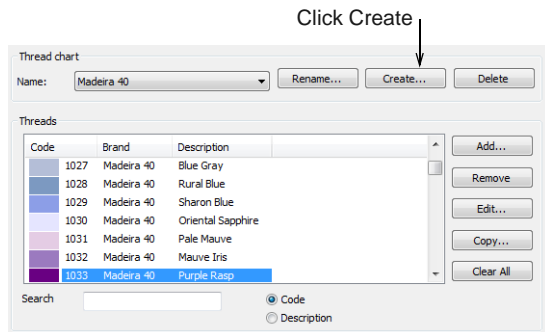 Click Create
Thread chart
Name: Madeira 40 Rename... Create... Delete
Threads
Code Brand Description Add...
1027 Madeira 40 Blue Gray
1028 Madeira 40 Rural Blue Remove
1029 Madeira 40 Sharon Blue
1030 Madeira 40 Oriental Sapphire Edit...
1031 Madeira 40 Pale Mauve
1032 Madeira 40 Mauve Iris Copy...
1033 Madeira 40 Purple Rasp Clear All
Search Code
Description